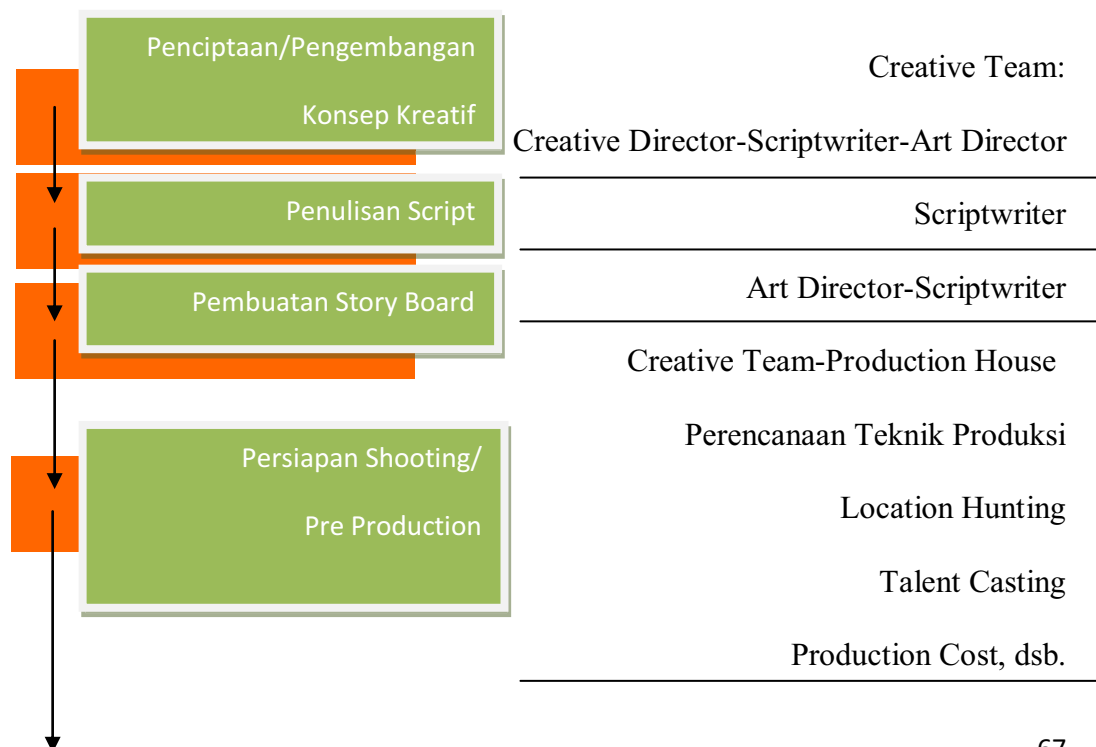 Penciptaan/Pengembangan
Konsep Kreatif
Creative Team:
Creative Director-Scriptwriter-Art Director
Penulisan Script
Scriptwriter
Pembuatan Story Board
Art Director-Scriptwriter
Persiapan Shooting/
Pre Production
Creative Team-Production House
Perencanaan Teknik Produksi
Location Hunting
Talent Casting
Production Cost, dsb.
67